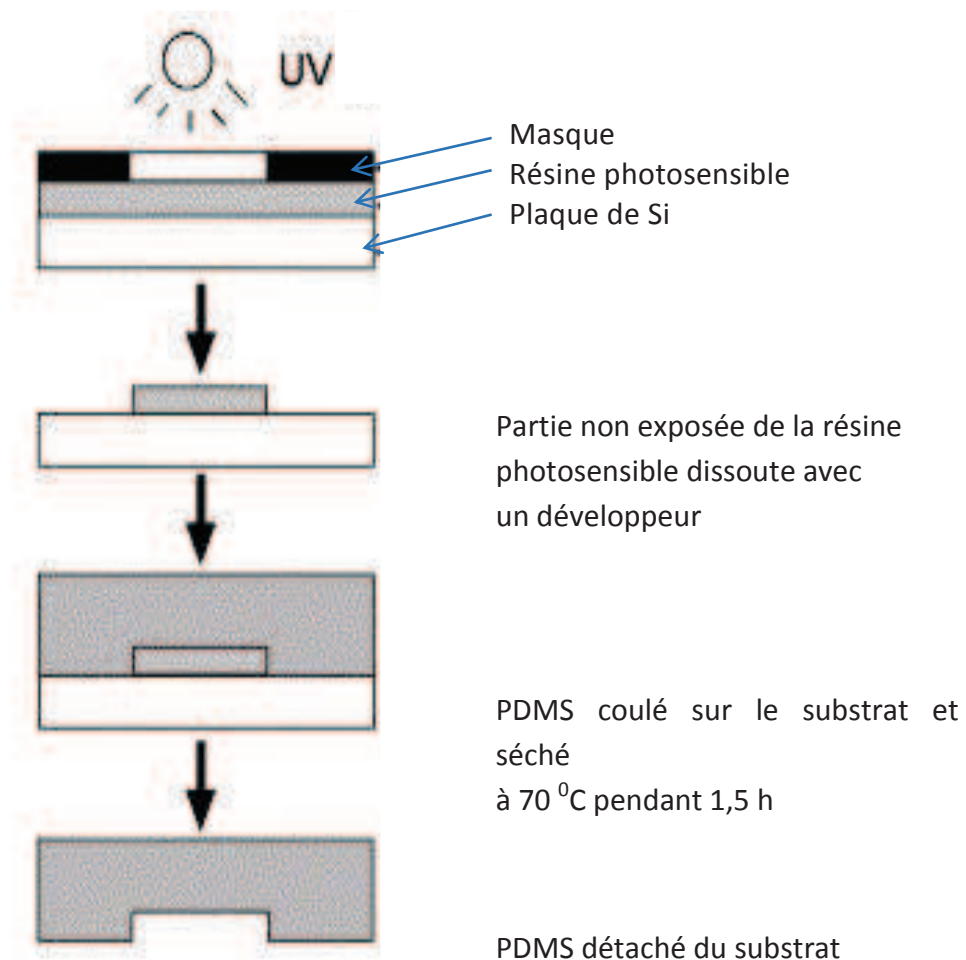 UV
Masque
Résine photosensible
Plaque de Si
Partie non exposée de la résine
photosensible dissoute avec
un développeur
PDMS coulé sur le substrat et
séché
à 70 ⁰C pendant 1,5 h
PDMS détaché du substrat